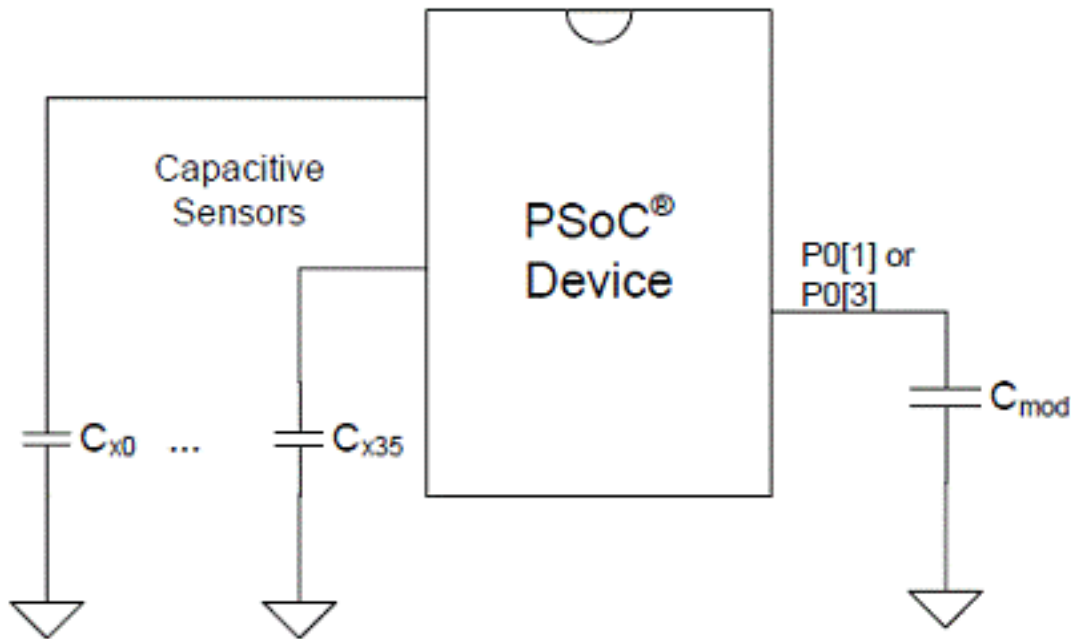 Capacitive
Sensors
PSoC®
Device
P0[1] or
P0[3]
Cx0 ... Cx35
Cmod